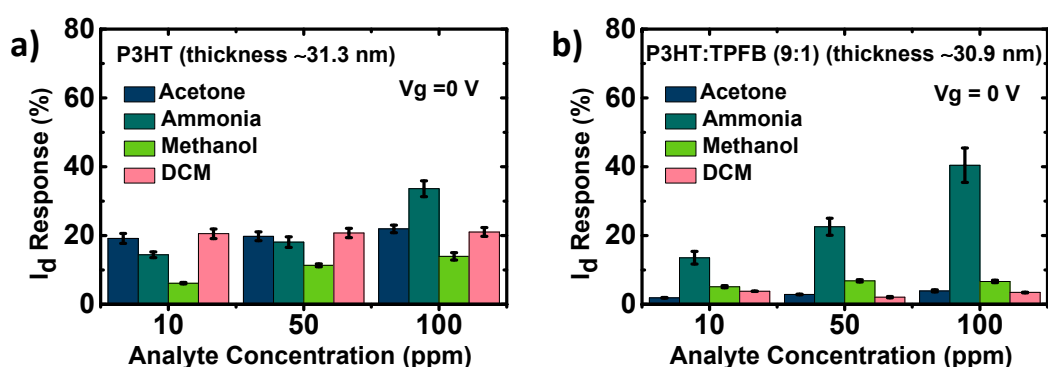 a)
P3HT (thickness ~31.3 nm)
Vg =0 V
Acetone
Ammonia
Methanol
DCM
80
60
40
20
0
Id Response (%)
10 50 100
Analyte Concentration (ppm)
b)
P3HT:TPFB (9:1) (thickness ~30.9 nm)
Vg = 0 V
Acetone
Ammonia
Methanol
DCM
80
60
40
20
0
Id Response (%)
10 50 100
Analyte Concentration (ppm)